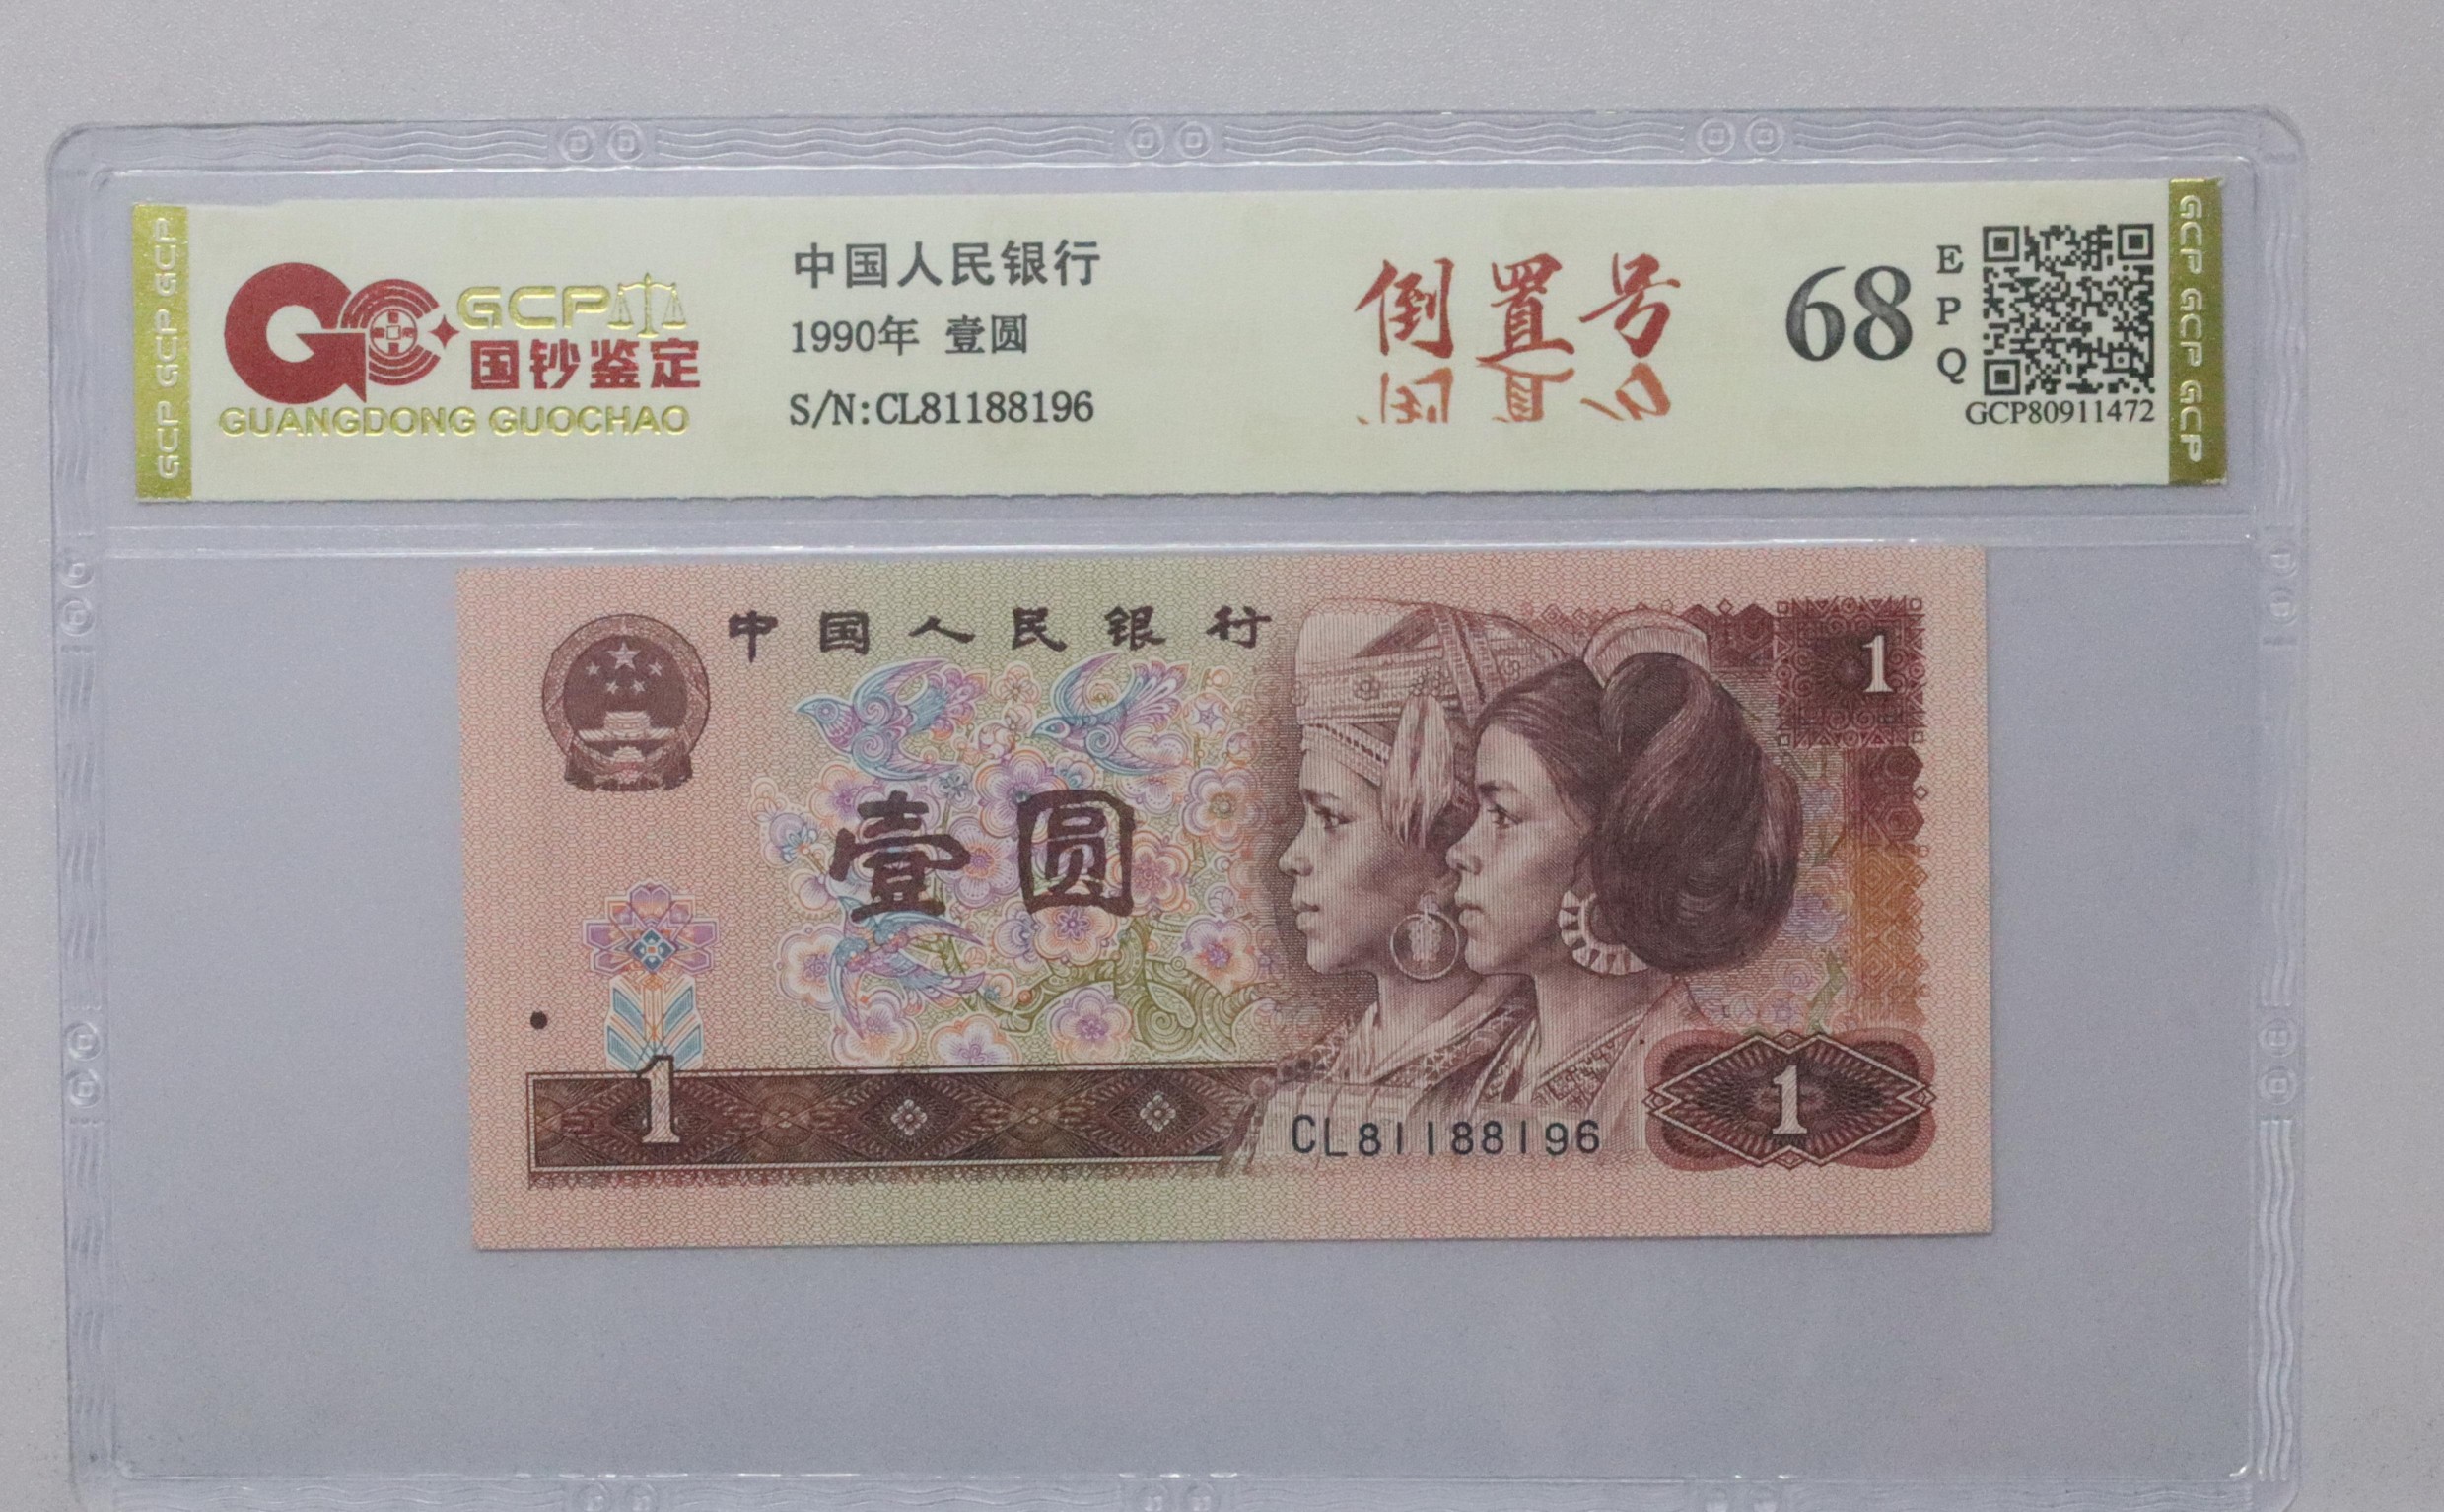 GCP GCP GCP
GCP
国钞鉴定
GUANGDONG GUOCHAO
中国人民银行
1990年 壹圆
S/N:CL81188196
倒置号
68
EPQ
GCP80911472
GCP GCP GCP
中国人民银行
1
壹圆
1
CL81188196
1